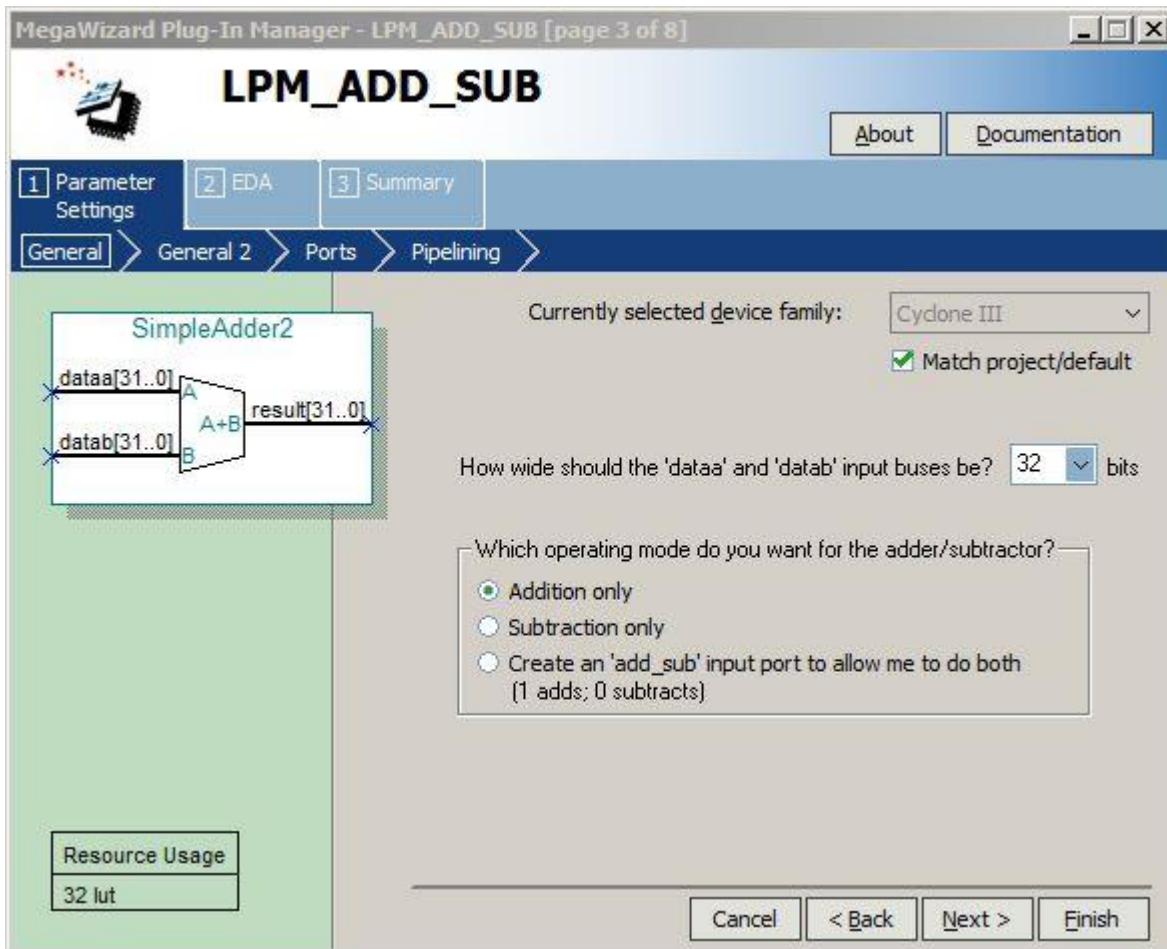 MegaWizard Plug-In Manager - LPM_ADD_SUB [page 3 of 8]
LPM_ADD_SUB
About
Documentation
1 Parameter Settings
2 EDA
3 Summary
General
General 2
Ports
Pipelining
SimpleAdder2
dataa[31..0]
A
A+B
result[31..0]
datab[31..0]
B
Currently selected device family:
Cyclone III
Match project/default
How wide should the 'dataa' and 'datab' input buses be?
32
bits
Which operating mode do you want for the adder/subtractor?
Addition only
Subtraction only
Create an 'add_sub' input port to allow me to do both
(1 adds; 0 subtracts)
Resource Usage
32 lut
Cancel
< Back
Next >
Finish